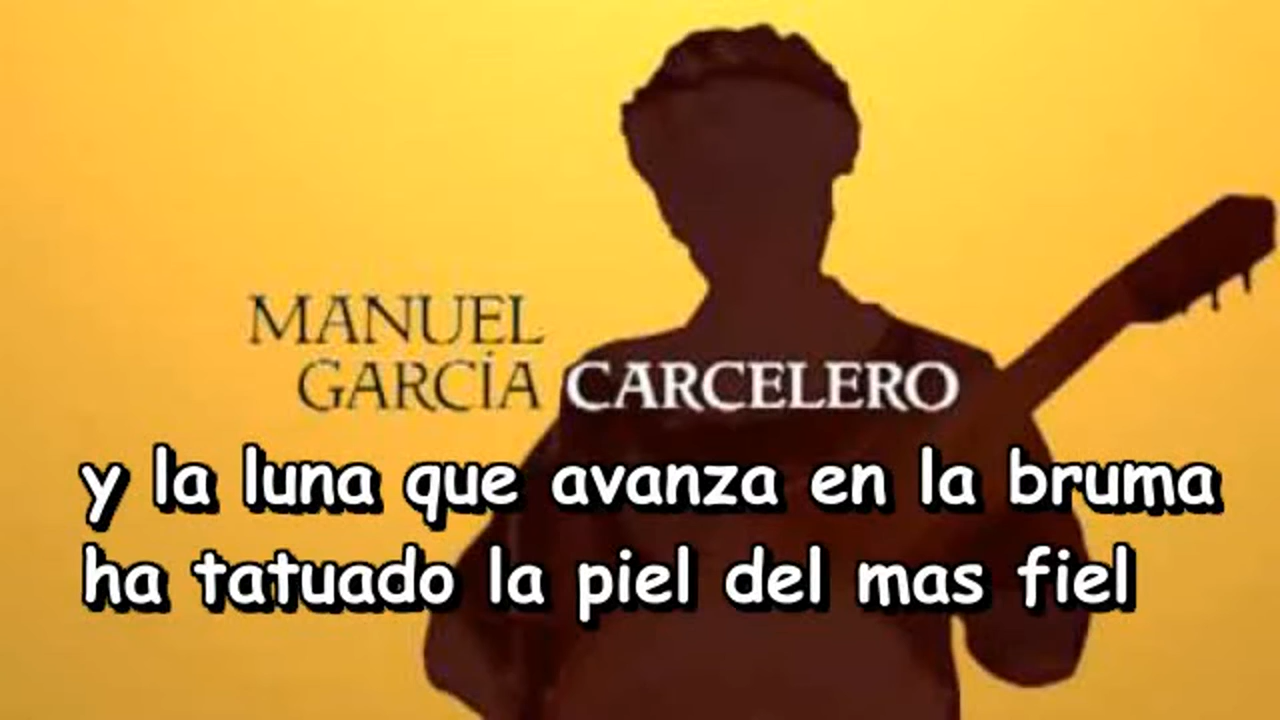 MANUEL
GARCÍA CARCELERO
y la luna que avanza en la bruma
ha tatuado la piel del mas fiel